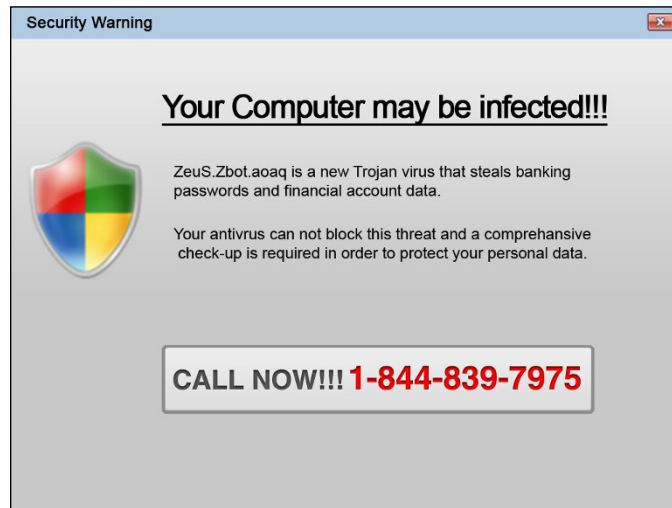 Security Warning
Your Computer may be infected!!!
ZeuS.Zbot.aoaq is a new Trojan virus that steals banking
passwords and financial account data.
Your antivrus can not block this threat and a comprehansive
check-up is required in order to protect your personal data.
CALL NOW!!! 1-844-839-7975